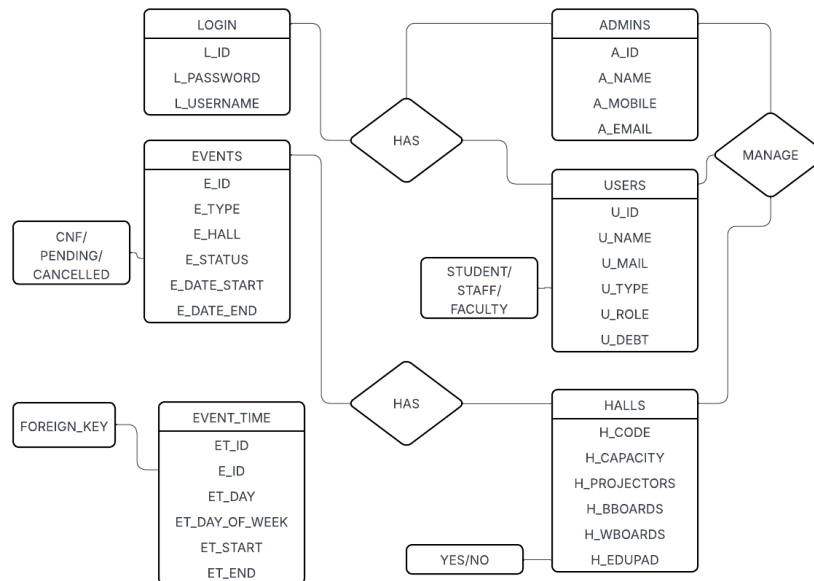 LOGIN
L_ID
L_PASSWORD
L_USERNAME
ADMINS
A_ID
A_NAME
A_MOBILE
A_EMAIL
HAS
MANAGE
EVENTS
E_ID
E_TYPE
E_HALL
E_STATUS
E_DATE_START
E_DATE_END
CNF/
PENDING/
CANCELLED
USERS
U_ID
U_NAME
U_MAIL
U_TYPE
U_ROLE
U_DEBT
STUDENT/
STAFF/
FACULTY
HAS
HALLS
H_CODE
H_CAPACITY
H_PROJECTORS
H_BBOARDS
H_WBOARDS
H_EDUPAD
YES/NO
FOREIGN_KEY
EVENT_TIME
ET_ID
E_ID
ET_DAY
ET_DAY_OF_WEEK
ET_START
ET_END